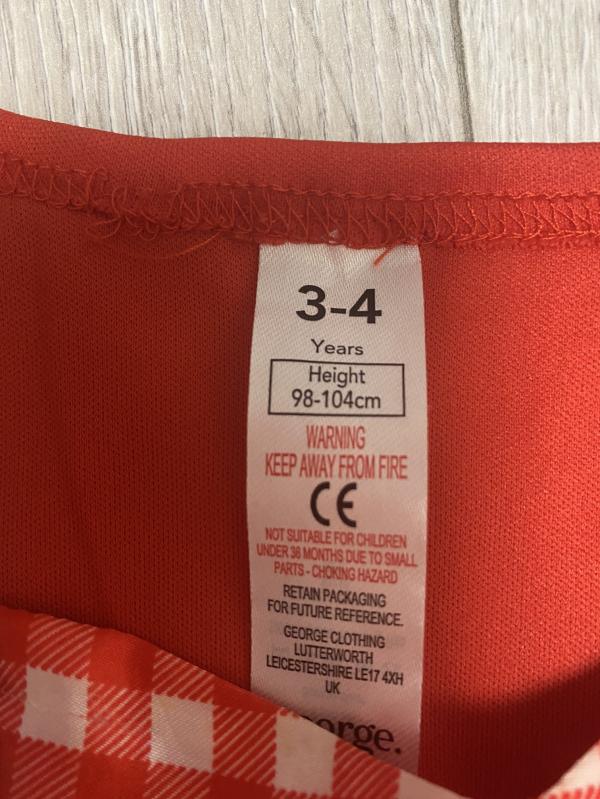 3-4
Years
Height
98-104cm
WARNING
KEEP AWAY FROM FIRE
CE
NOT SUITABLE FOR CHILDREN
UNDER 36 MONTHS DUE TO SMALL
PARTS - CHOKING HAZARD
RETAIN PACKAGING
FOR FUTURE REFERENCE.
GEORGE CLOTHING
LUTTERWORTH
LEICESTERSHIRE LE17 4XH
UK
orge.